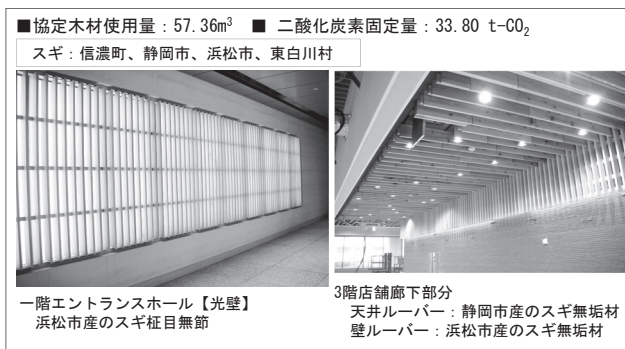 ■協定木材使用量：57.36m³ ■ 二酸化炭素固定量：33.80 t-CO₂
スギ：信濃町、静岡市、浜松市、東白川村
一階エントランスホール【光壁】
浜松市産のスギ柾目無節
3階店舗廊下部分
天井ルーバー：静岡市産のスギ無垢材
壁ルーバー：浜松市産のスギ無垢材